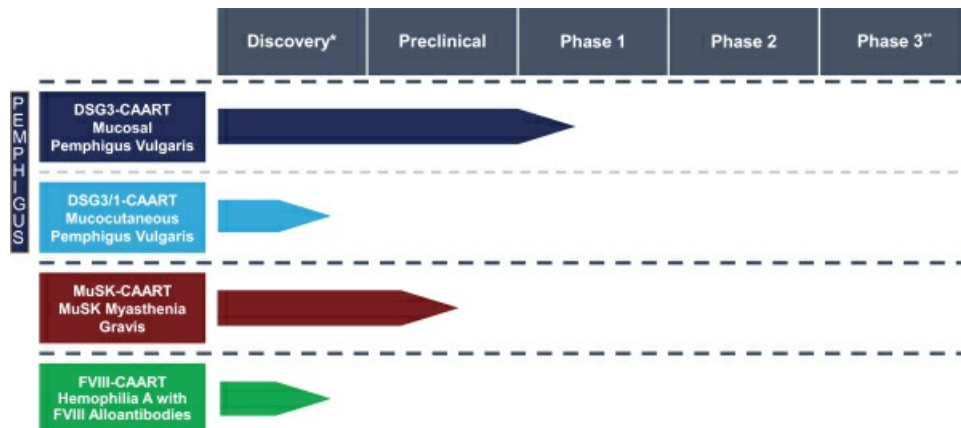 Discovery*
Preclinical
Phase 1
Phase 2
Phase 3**
PEMPHIGUS
DSG3-CAART
Mucosal
Pemphigus Vulgaris
DSG3/1-CAART
Mucocutaneous
Pemphigus Vulgaris
MuSK-CAART
MuSK Myasthenia
Gravis
FVIII-CAART
Hemophilia A with
FVIII Alloantibodies